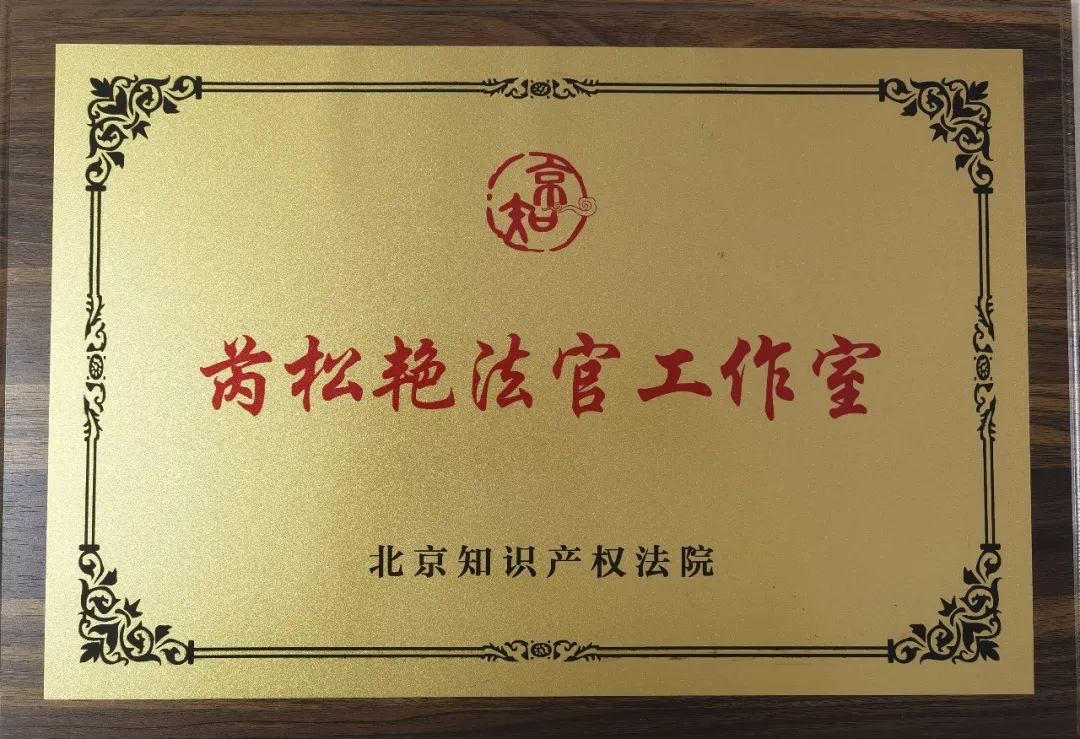 京知
芮松艳法官工作室
北京知识产权法院